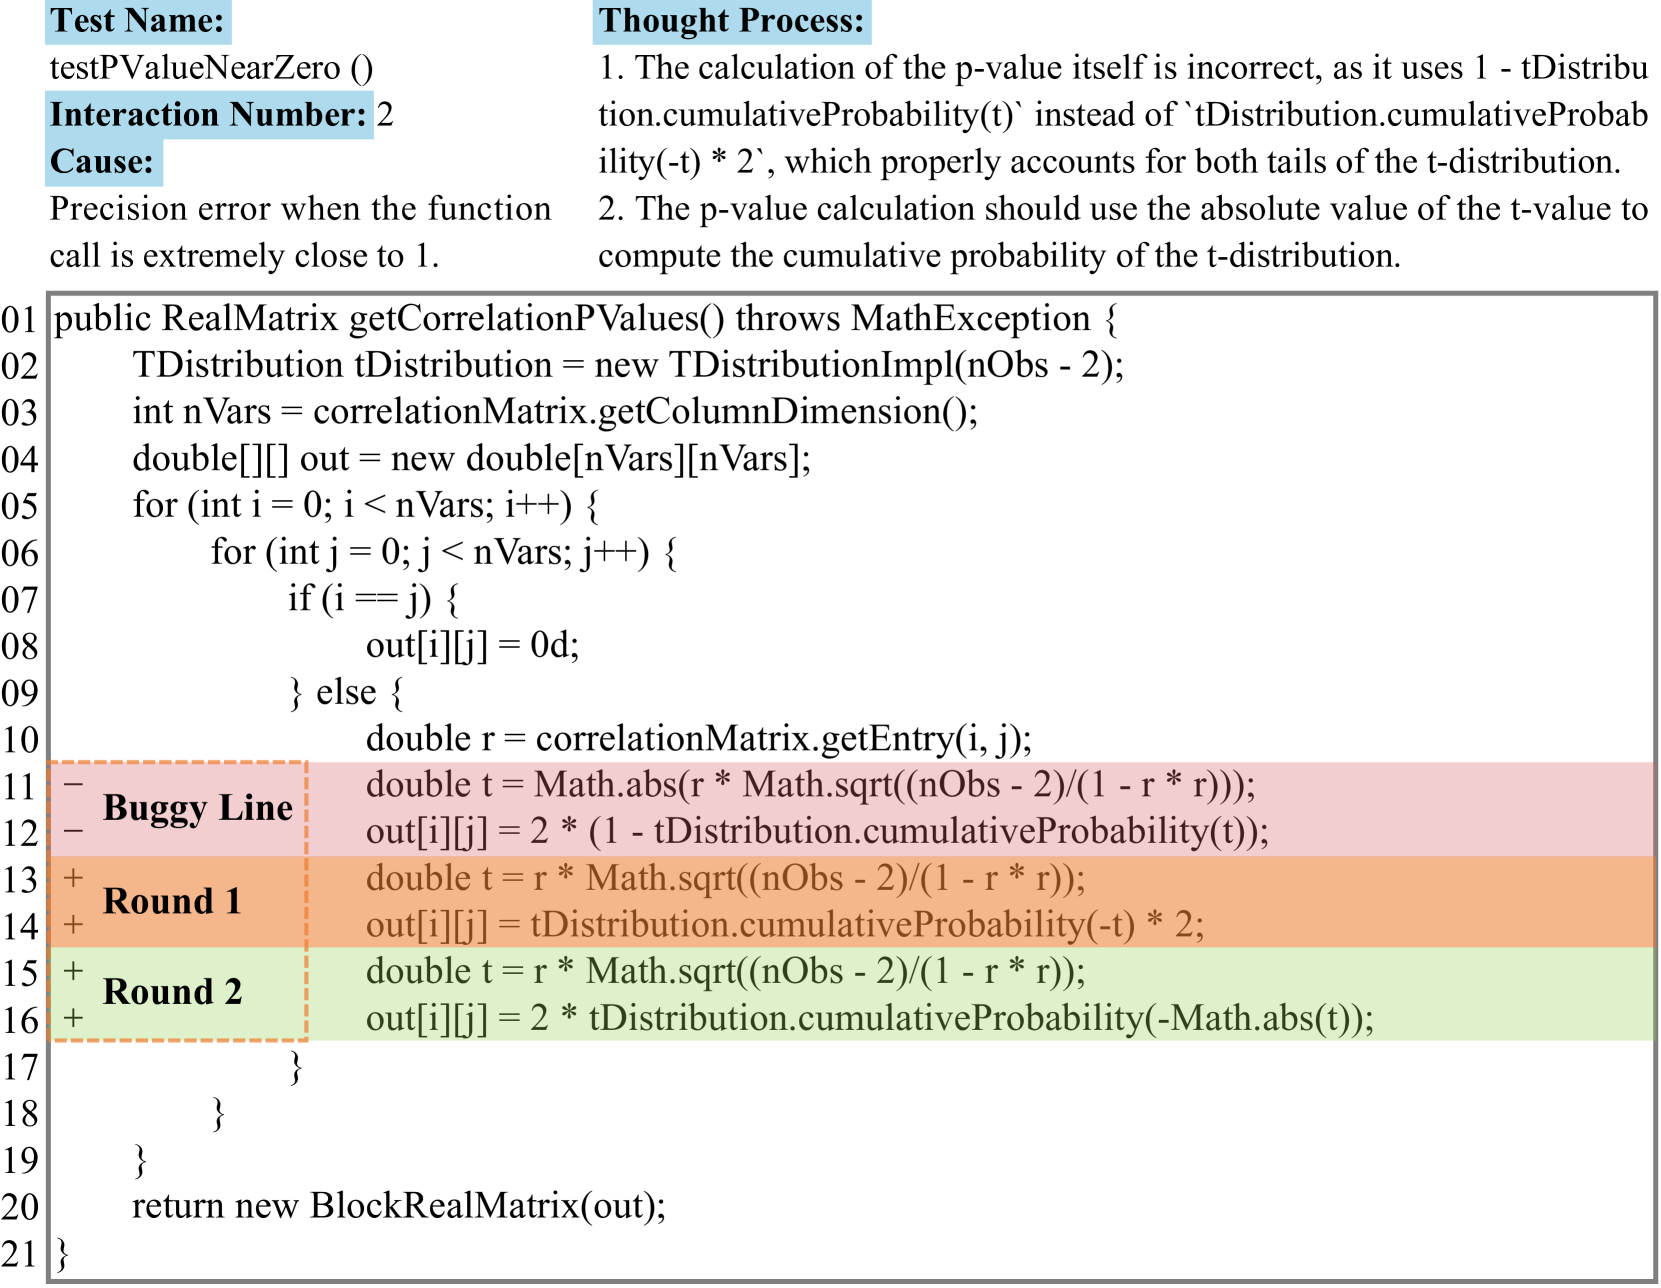 Test Name:
testPValueNearZero ()
Interaction Number: 2
Cause:
Precision error when the function
call is extremely close to 1.
Thought Process:
1. The calculation of the p-value itself is incorrect, as it uses 1 - tDistribu
tion.cumulativeProbability(t)` instead of `tDistribution.cumulativeProbab
ility(-t) * 2`, which properly accounts for both tails of the t-distribution.
2. The p-value calculation should use the absolute value of the t-value to
compute the cumulative probability of the t-distribution.
01 public RealMatrix getCorrelationPValues() throws MathException {
02 TDistribution tDistribution = new TDistributionImpl(nObs - 2);
03 int nVars = correlationMatrix.getColumnDimension();
04 double[][] out = new double[nVars][nVars];
05 for (int i = 0; i < nVars; i++) {
06 for (int j = 0; j < nVars; j++) {
07 if (i == j) {
08 out[i][j] = 0d;
09 } else {
10 double r = correlationMatrix.getEntry(i, j);
11 − double t = Math.abs(r * Math.sqrt((nObs - 2)/(1 - r * r)));
Buggy Line
12 − out[i][j] = 2 * (1 - tDistribution.cumulativeProbability(t));
13 + double t = r * Math.sqrt((nObs - 2)/(1 - r * r));
Round 1
14 + out[i][j] = tDistribution.cumulativeProbability(-t) * 2;
15 + double t = r * Math.sqrt((nObs - 2)/(1 - r * r));
Round 2
16 + out[i][j] = 2 * tDistribution.cumulativeProbability(-Math.abs(t));
17 }
18 }
19 }
20 return new BlockRealMatrix(out);
21 }